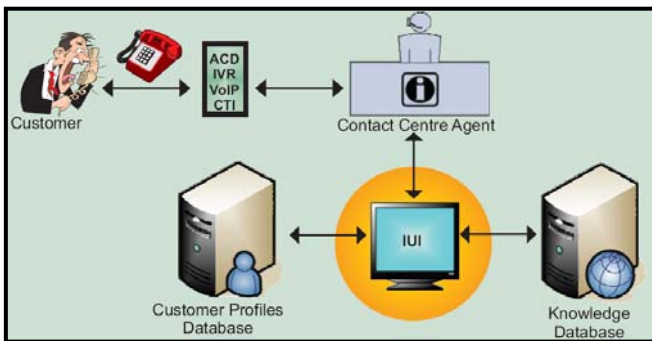 ACD
IVR
VoIP
CTI
Customer
Contact Centre Agent
IUI
Customer Profiles
Database
Knowledge
Database